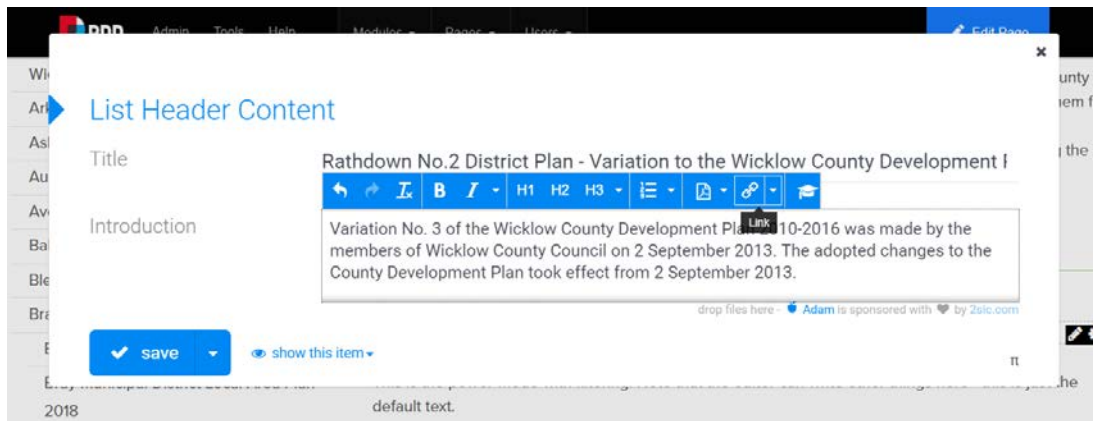 Admin Tools Help Modules Pages Users Edit Page
List Header Content
Title
Rathdown No.2 District Plan - Variation to the Wicklow County Development
B I H1 H2 H3
Link
Introduction
Variation No. 3 of the Wicklow County Development Plan 2010-2016 was made by the
members of Wicklow County Council on 2 September 2013. The adopted changes to the
County Development Plan took effect from 2 September 2013.
drop files here - Adam is sponsored with by 2sic.com
save show this item
π
2018
default text.